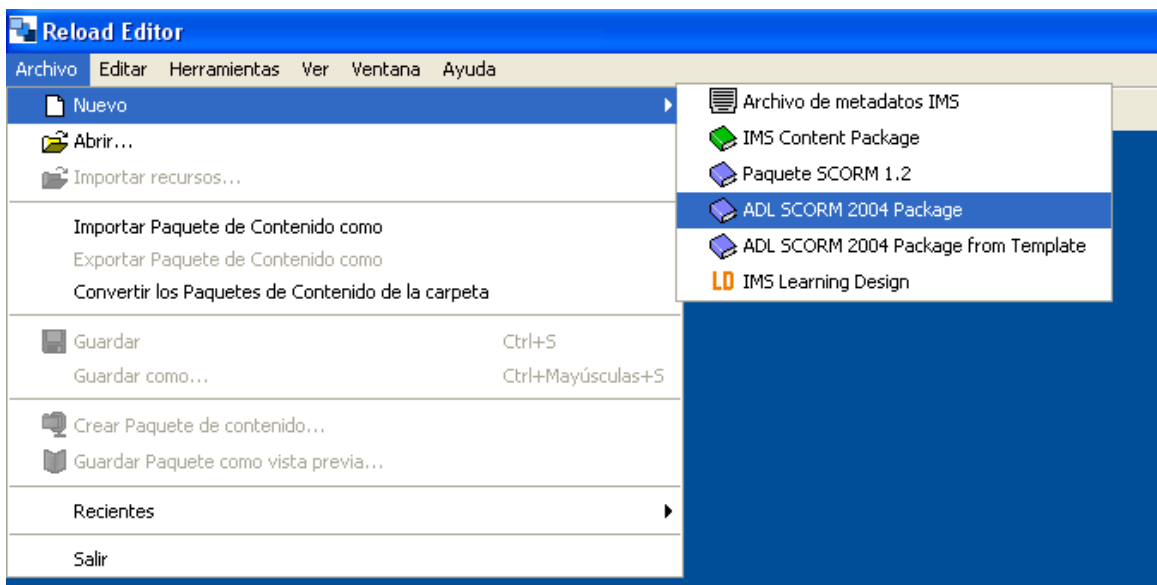 Reload Editor
Archivo Editar Herramientas Ver Ventana Ayuda
Nuevo
Abrir...
Importar recursos...
Importar Paquete de Contenido como
Exportar Paquete de Contenido como
Convertir los Paquetes de Contenido de la carpeta
Guardar Ctrl+S
Guardar como... Ctrl+Mayúsculas+S
Crear Paquete de contenido...
Guardar Paquete como vista previa...
Recientes
Salir
Archivo de metadatos IMS
IMS Content Package
Paquete SCORM 1.2
ADL SCORM 2004 Package
ADL SCORM 2004 Package from Template
LD IMS Learning Design